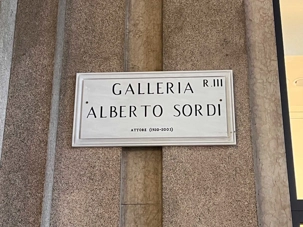 GALLERIA R.III
ALBERTO SORDI
ATTORE (1920-2003)